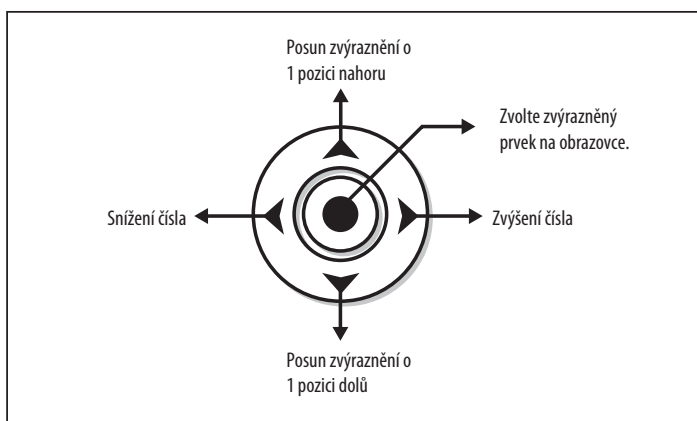 Posun zvýraznění o
1 pozici nahoru
Zvolte zvýrazněný
prvek na obrazovce.
Snížení čísla
Zvýšení čísla
Posun zvýraznění o
1 pozici dolů